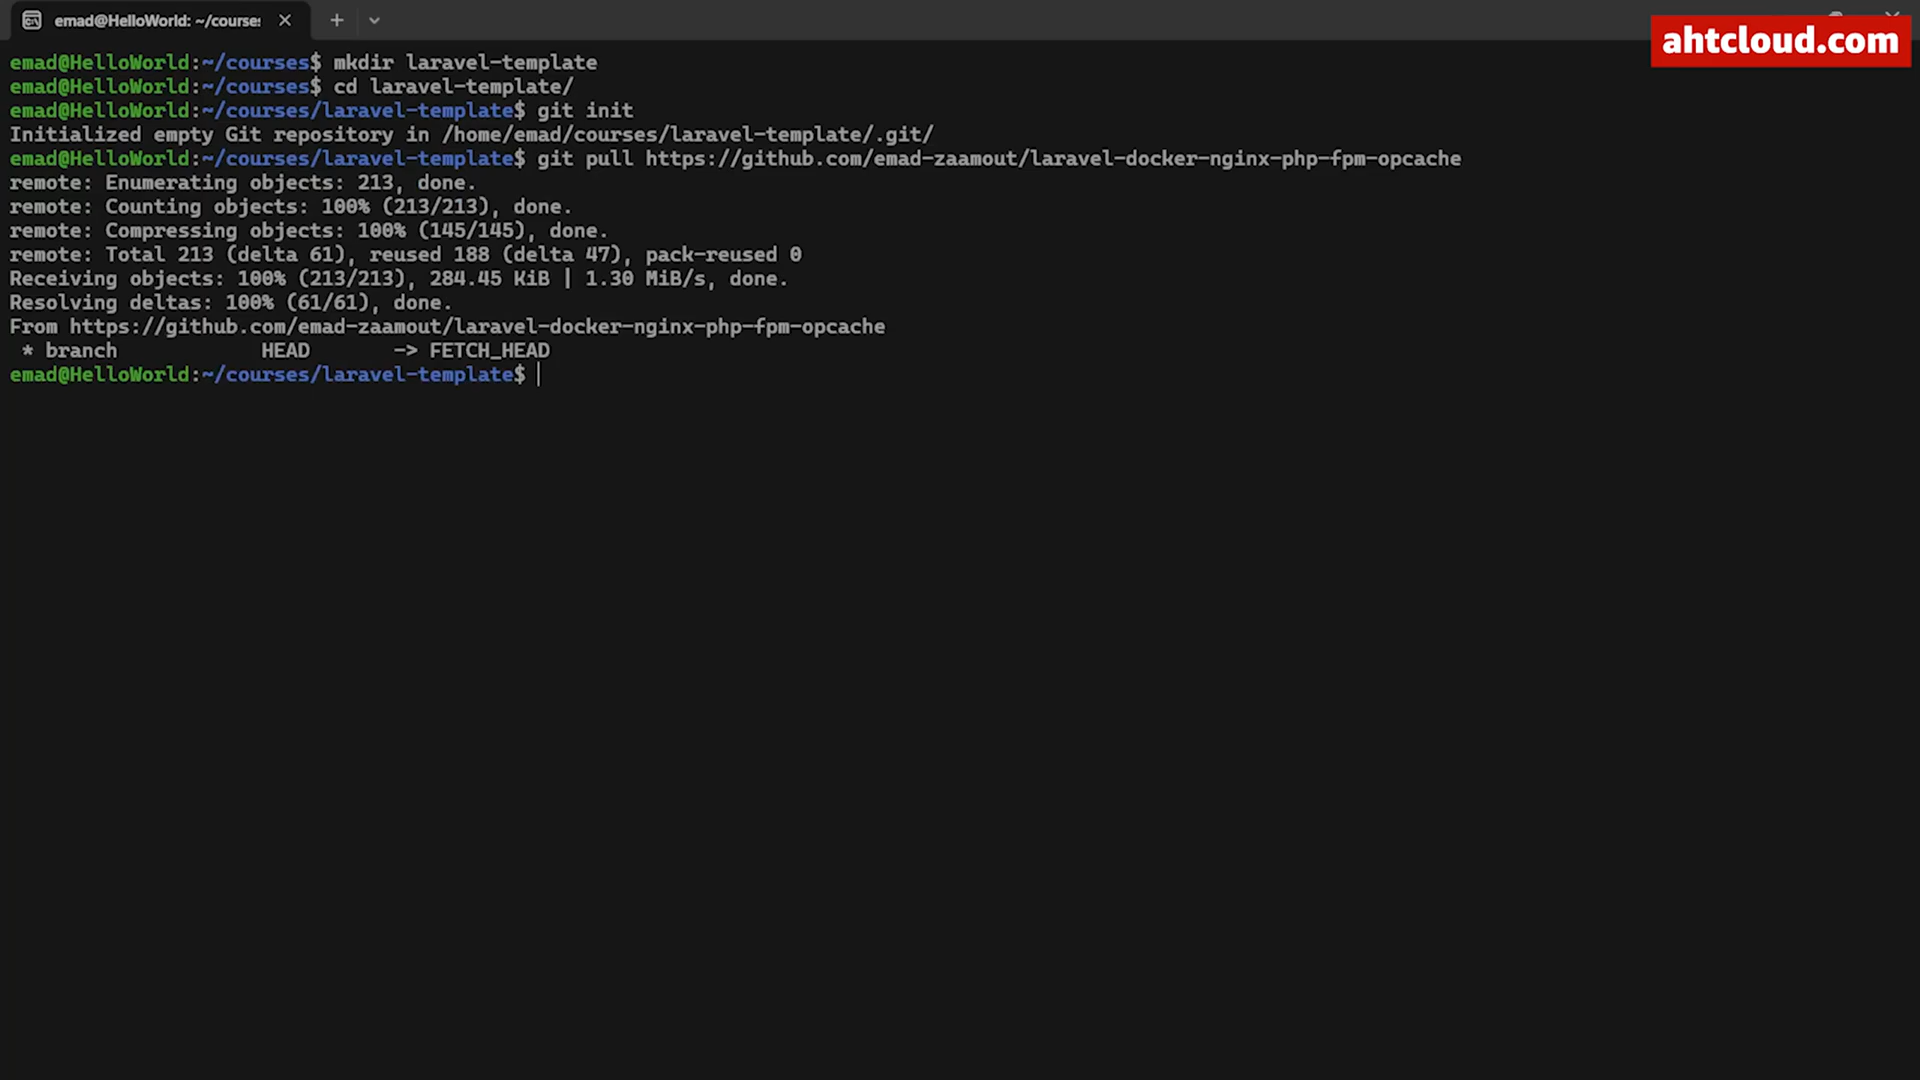 emad@HelloWorld: ~/courses
ahtcloud.com
emad@HelloWorld:~/courses$ mkdir laravel-template
emad@HelloWorld:~/courses$ cd laravel-template/
emad@HelloWorld:~/courses/laravel-template$ git init
Initialized empty Git repository in /home/emad/courses/laravel-template/.git/
emad@HelloWorld:~/courses/laravel-template$ git pull https://github.com/emad-zaamout/laravel-docker-nginx-php-fpm-opcache
remote: Enumerating objects: 213, done.
remote: Counting objects: 100% (213/213), done.
remote: Compressing objects: 100% (145/145), done.
remote: Total 213 (delta 61), reused 188 (delta 47), pack-reused 0
Receiving objects: 100% (213/213), 284.45 KiB | 1.30 MiB/s, done.
Resolving deltas: 100% (61/61), done.
From https://github.com/emad-zaamout/laravel-docker-nginx-php-fpm-opcache
 * branch            HEAD       -> FETCH_HEAD
emad@HelloWorld:~/courses/laravel-template$